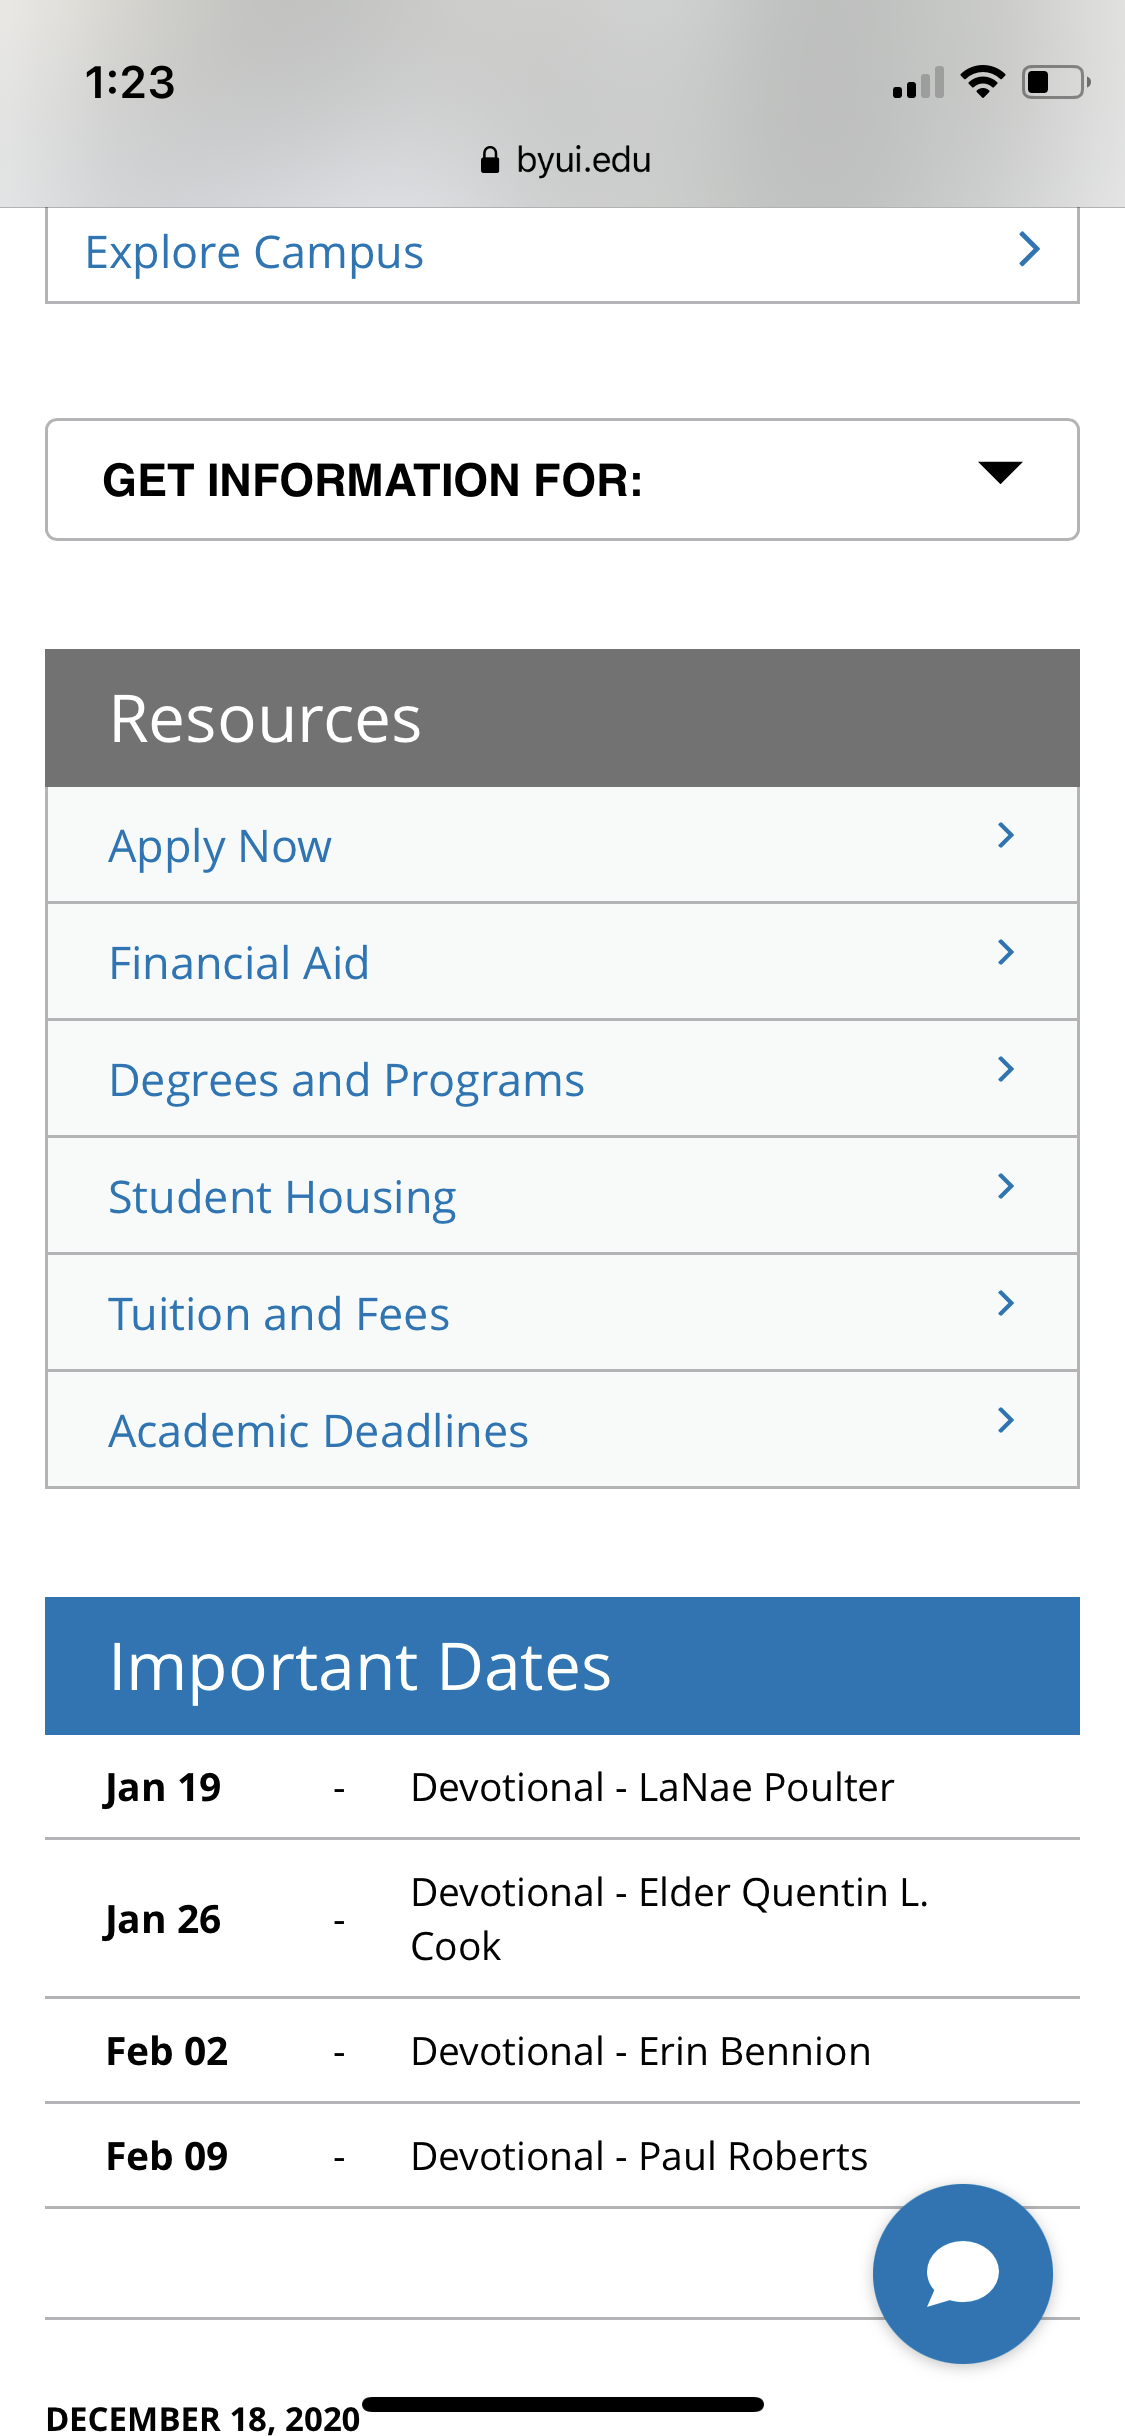 1:23
byui.edu
Explore Campus
GET INFORMATION FOR:
Resources
Apply Now
Financial Aid
Degrees and Programs
Student Housing
Tuition and Fees
Academic Deadlines
Important Dates
Jan 19 - Devotional - LaNae Poulter
Jan 26 - Devotional - Elder Quentin L.
Cook
Feb 02 - Devotional - Erin Bennion
Feb 09 - Devotional - Paul Roberts
DECEMBER 18, 2020